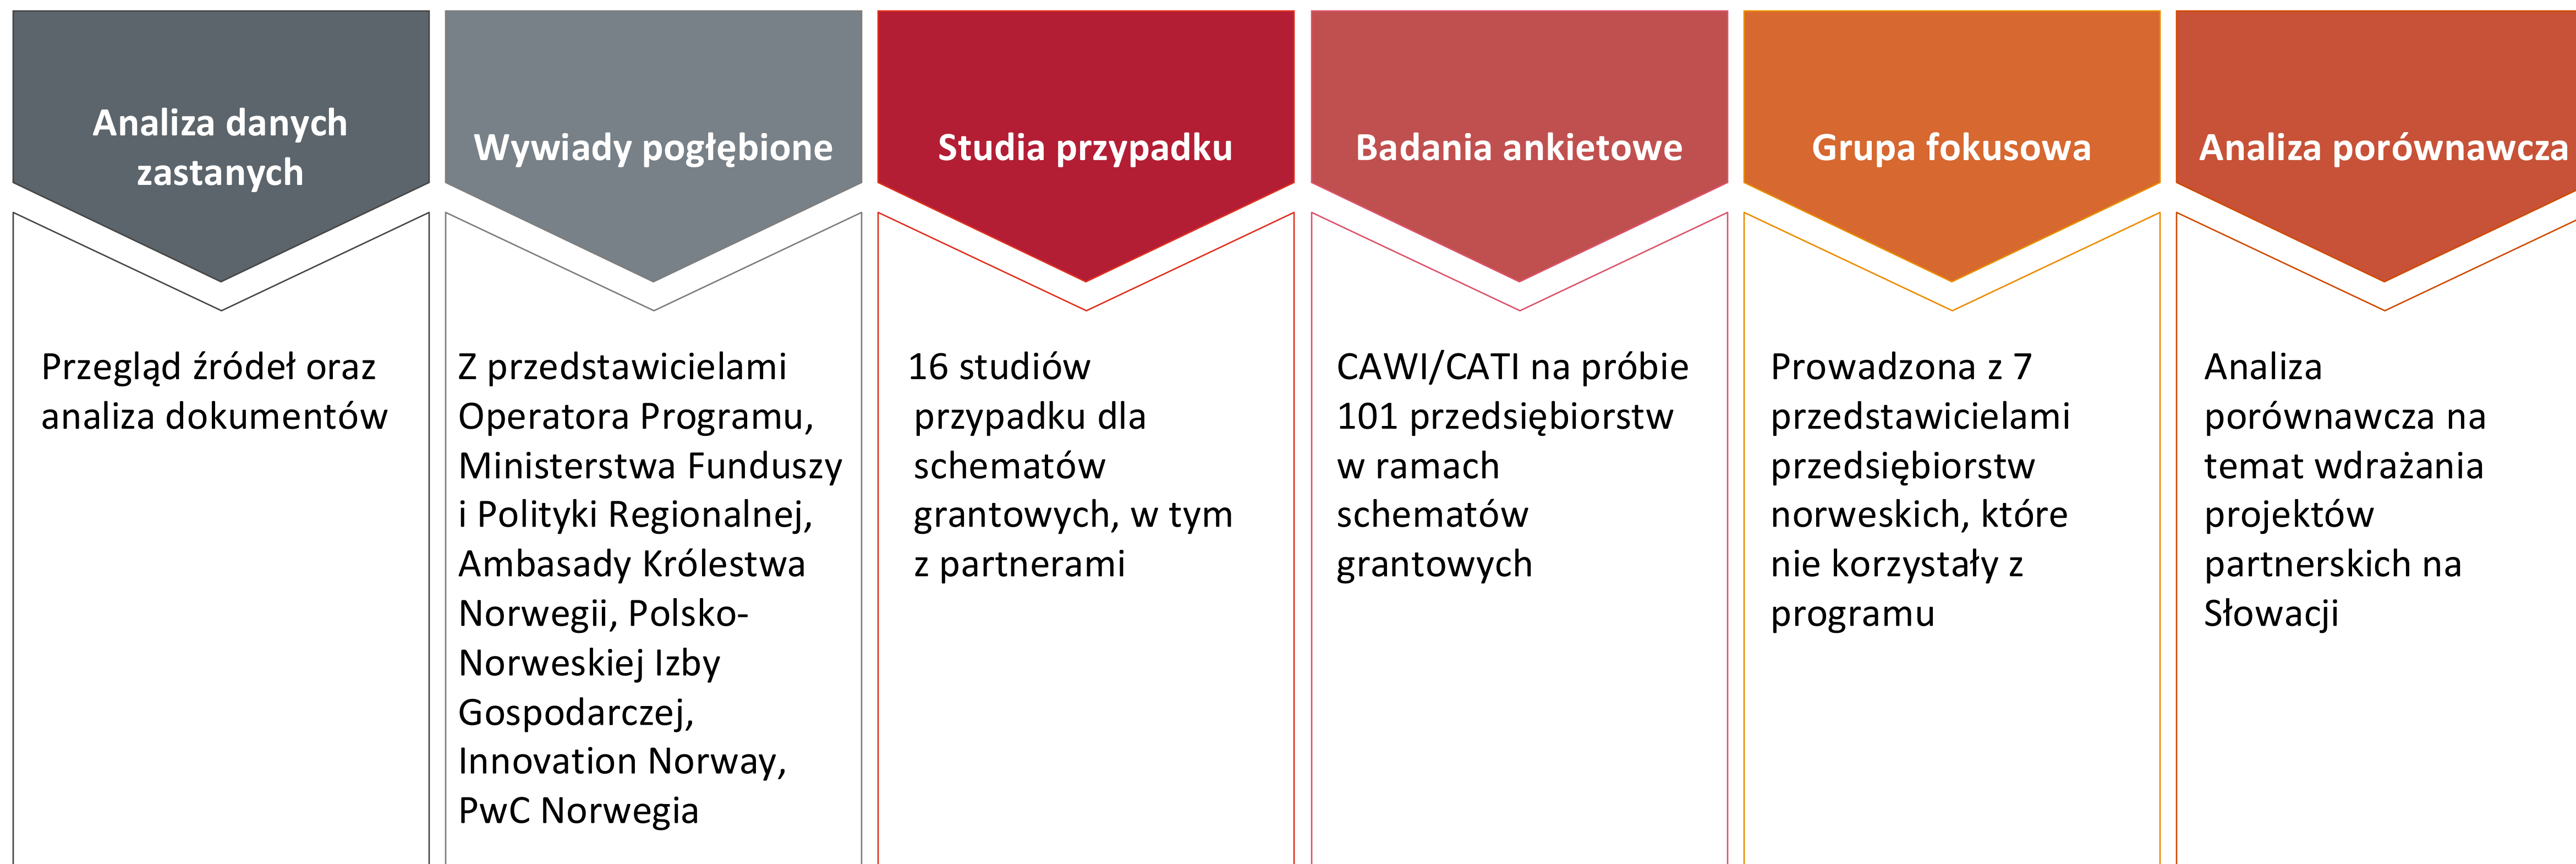 Analiza danych
zastanych
Przegląd źródeł oraz
analiza dokumentów
Wywiady pogłębione
Z przedstawicielami
Operatora Programu,
Ministerstwa Funduszy
i Polityki Regionalnej,
Ambasady Królestwa
Norwegii, Polsko-
Norweskiej Izby
Gospodarczej,
Innovation Norway,
PwC Norwegia
Studia przypadku
16 studiów
przypadku dla
schematów
grantowych, w tym
z partnerami
Badania ankietowe
CAWI/CATI na próbie
101 przedsiębiorstw
w ramach
schematów
grantowych
Grupa fokusowa
Prowadzona z 7
przedstawicielami
przedsiębiorstw
norweskich, które
nie korzystały z
programu
Analiza porównawcza
Analiza
porównawcza na
temat wdrażania
projektów
partnerskich na
Słowacji